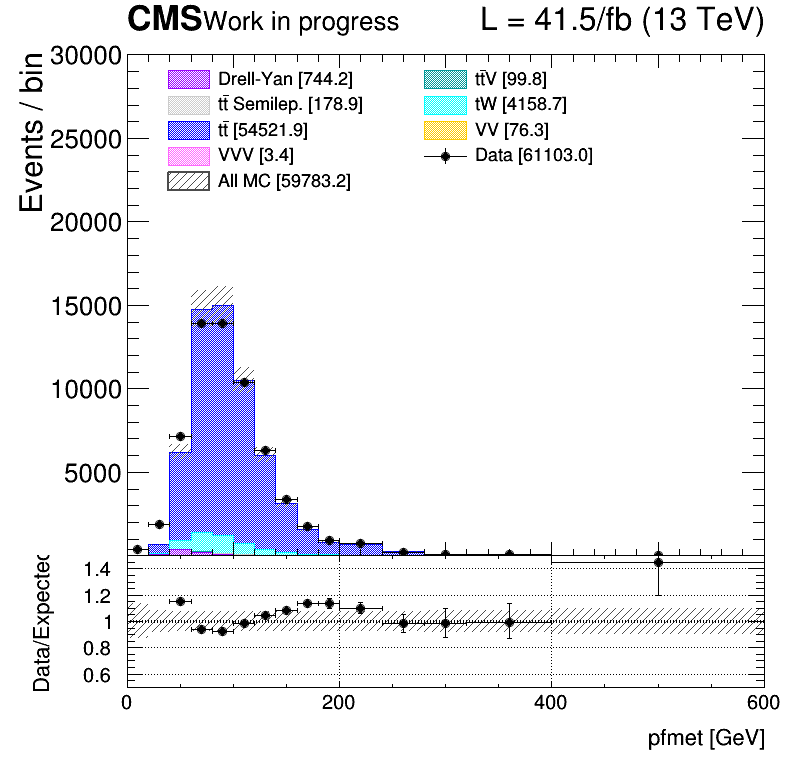 CMS Work in progress L = 41.5/fb (13 TeV)
Events / bin
30000
25000
20000
15000
10000
5000
Drell-Yan [744.2]
tt̄ Semilep. [178.9]
tt̄ [54521.9]
VVV [3.4]
All MC [59783.2]
tt̄V [99.8]
tW [4158.7]
VV [76.3]
Data [61103.0]
Data/Expected
1.4
1.2
1
0.8
0.6
0 200 400 600
pfmet [GeV]